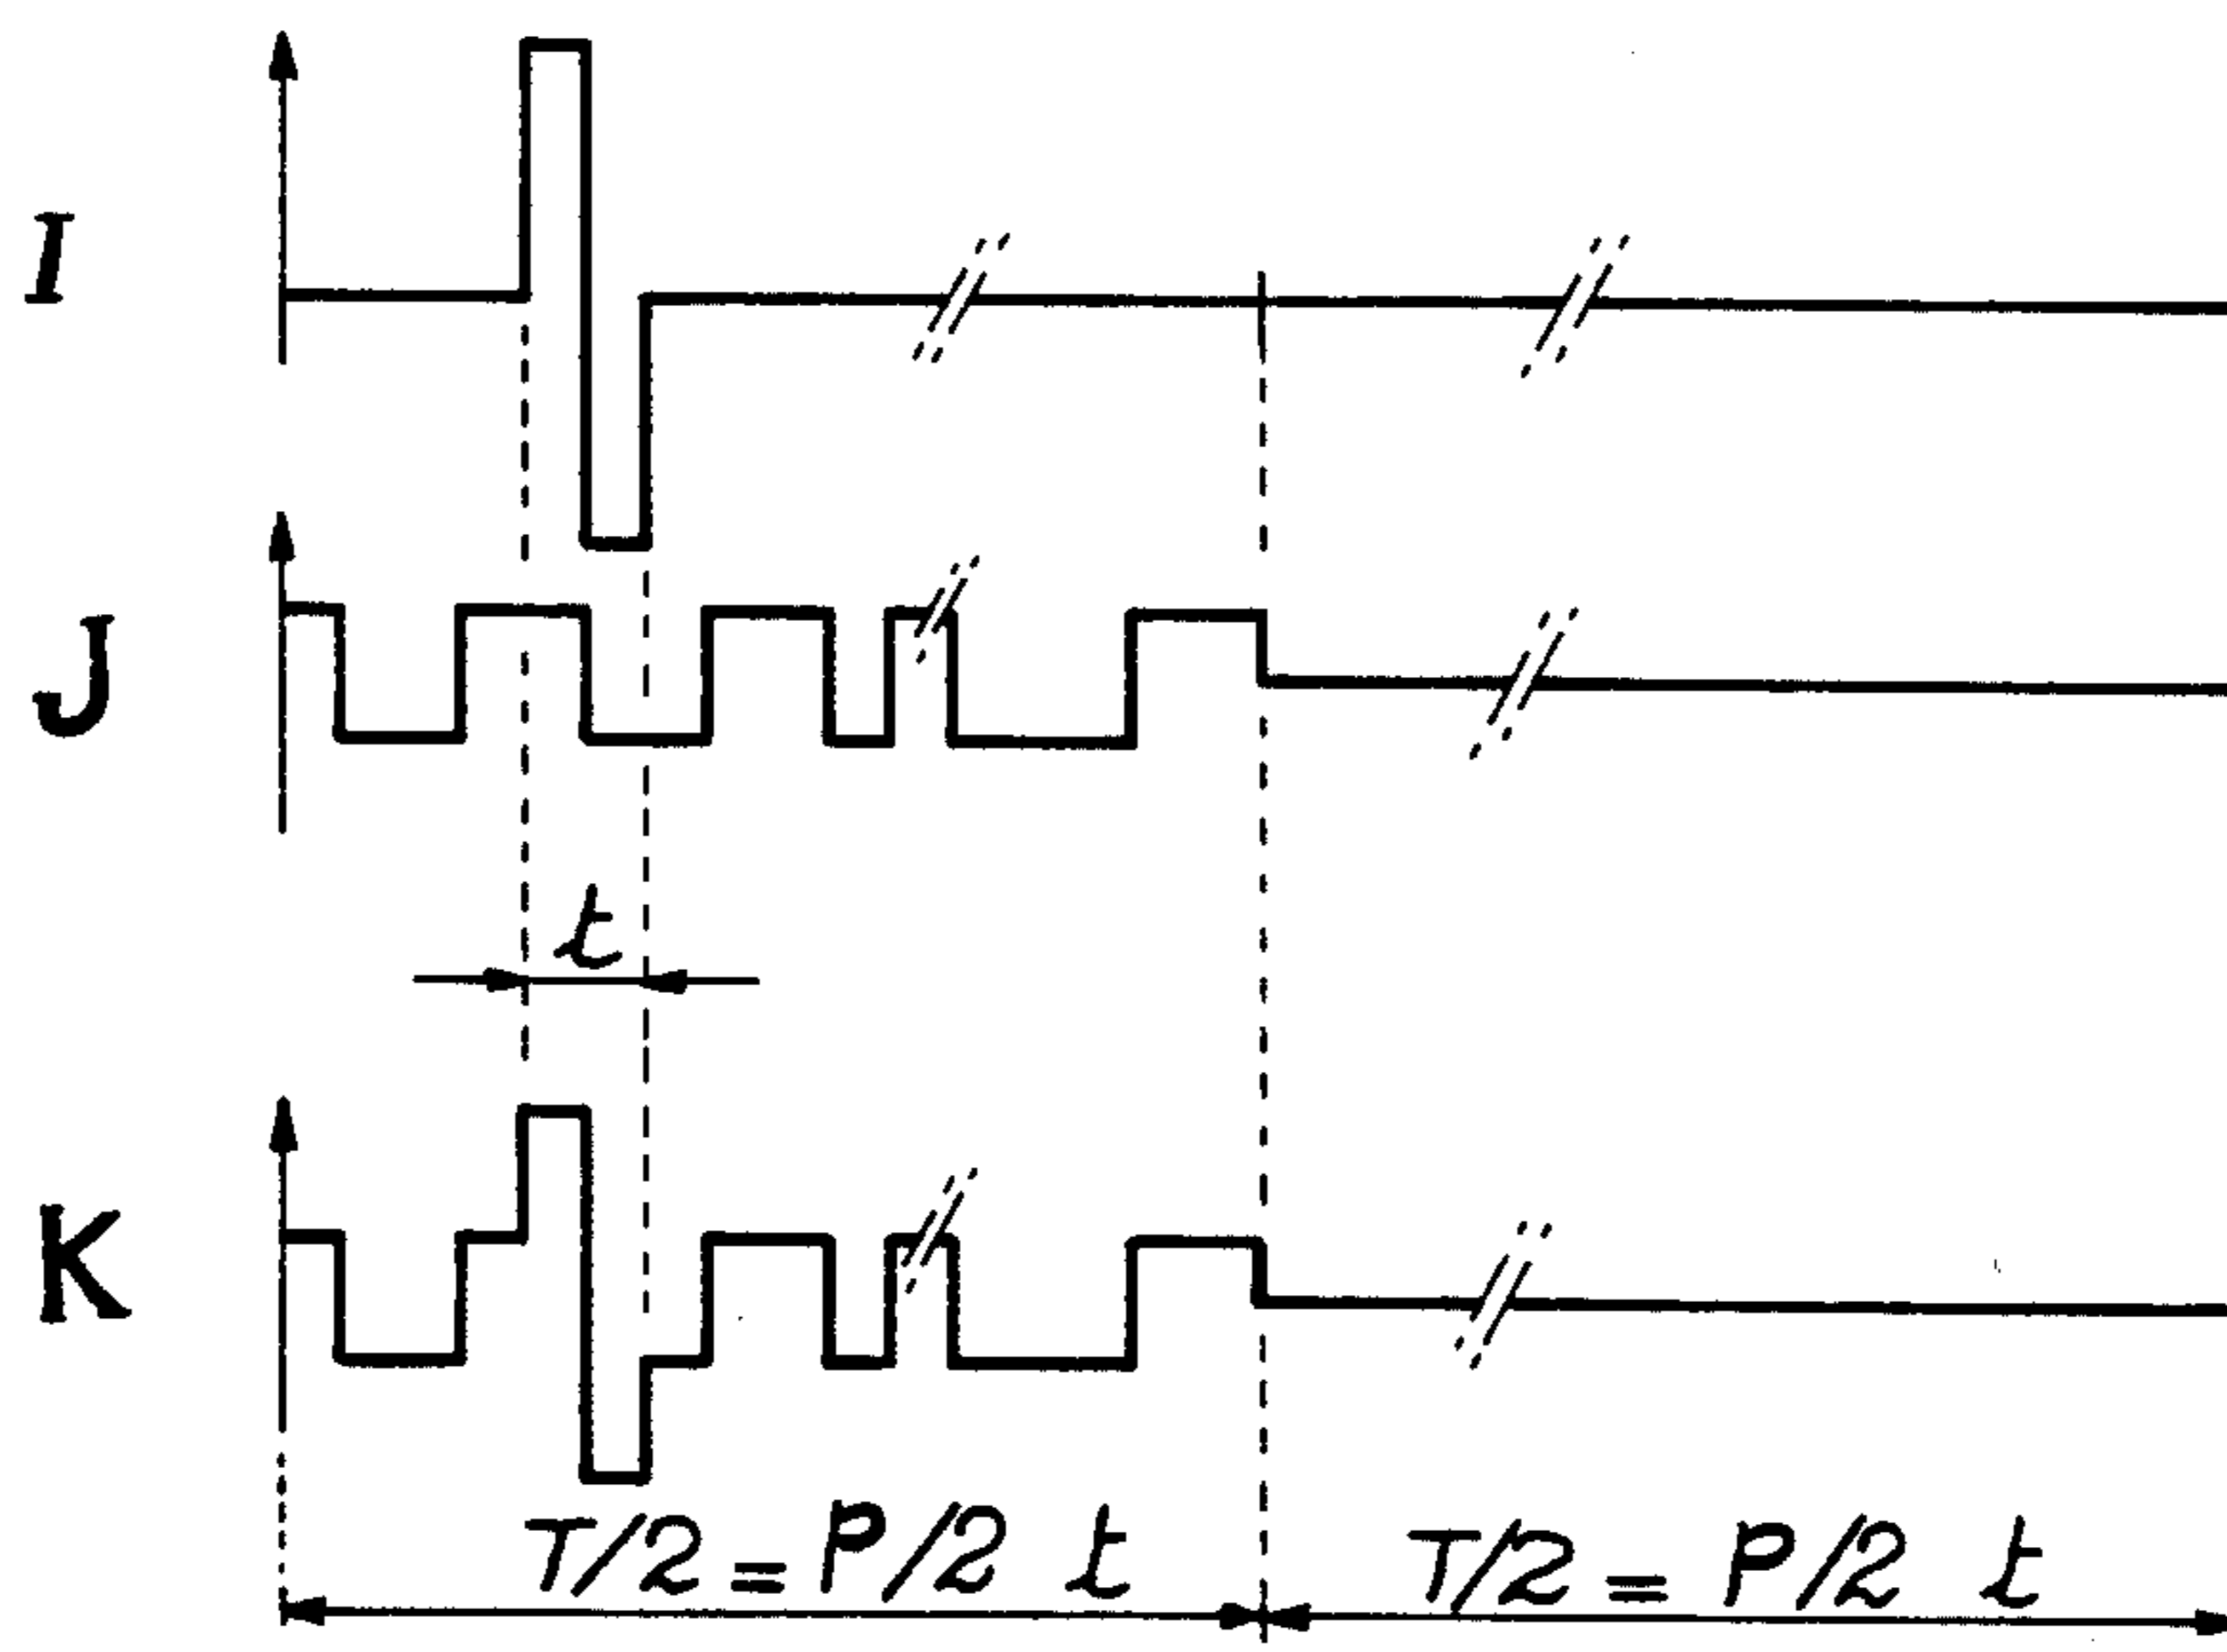 I
J
t
K
T/2 = P/2 t
T/2 = P/2 t